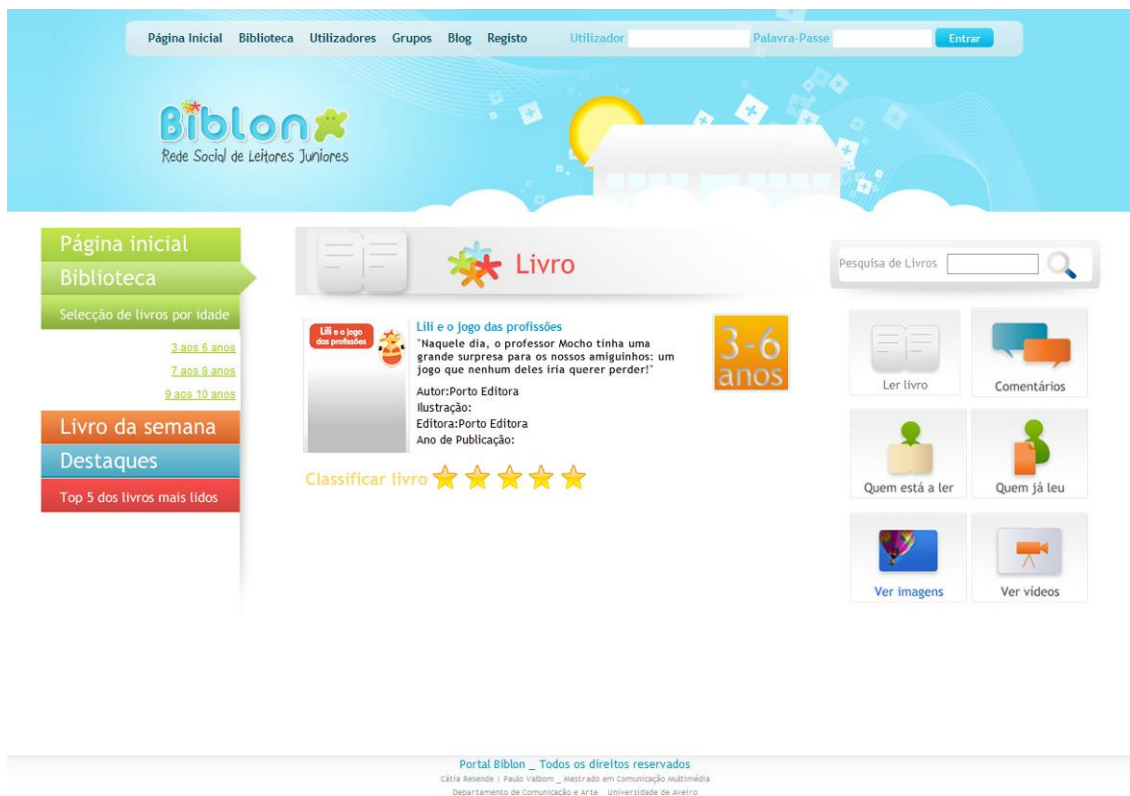 Página Inicial Biblioteca Utilizadores Grupos Blog Registo Utilizador Palavra-Passe Entrar
Biblon
Rede Social de Leitores Juniores
Página inicial
Biblioteca
Selecção de livros por idade
3 aos 6 anos
7 aos 8 anos
9 aos 10 anos
Livro da semana
Destaques
Top 5 dos livros mais lidos
Livro
Lili e o jogo
das profissões
Lili e o jogo das profissões
"Naquele dia, o professor Mocho tinha uma
grande surpresa para os nossos amiguinhos: um
jogo que nenhum deles iria querer perder!"
Autor:Porto Editora
Ilustração:
Editora:Porto Editora
Ano de Publicação:
3-6
anos
Classificar livro
Pesquisa de Livros
Ler livro
Comentários
Quem está a ler
Quem já leu
Ver imagens
Ver vídeos
Portal Biblon _ Todos os direitos reservados
Cátia Resende | Paulo Valbom _ Mestrado em Comunicação Multimédia
Departamento de Comunicação e Arte _ Universidade de Aveiro